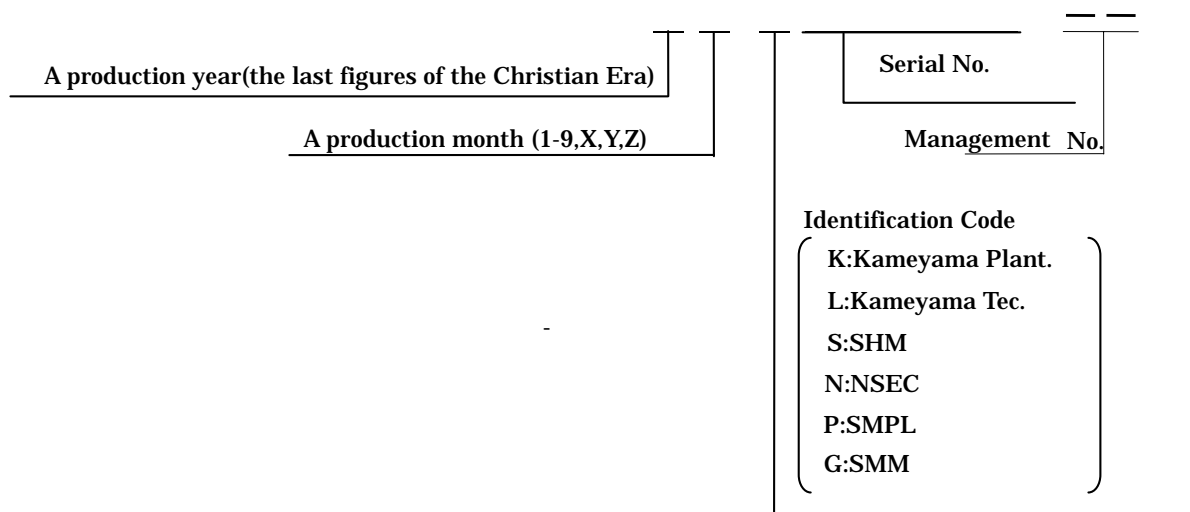 Serial No.
A production year(the last figures of the Christian Era)
A production month (1-9,X,Y,Z)
Management No.
Identification Code
K:Kameyama Plant.
L:Kameyama Tec.
S:SHM
-
N:NSEC
P:SMPL
G:SMM